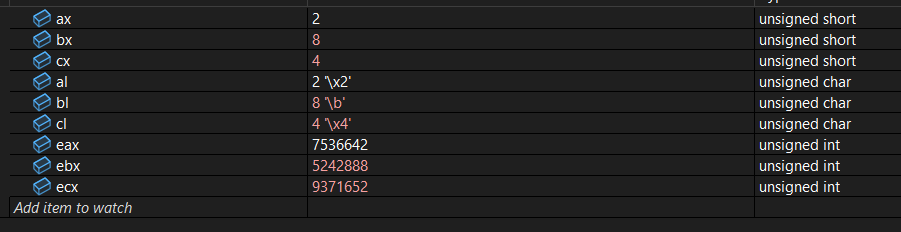 ax 2 unsigned short
bx 8 unsigned short
cx 4 unsigned short
al 2 '\x2' unsigned char
bl 8 '\b' unsigned char
cl 4 '\x4' unsigned char
eax 7536642 unsigned int
ebx 5242888 unsigned int
ecx 9371652 unsigned int
Add item to watch